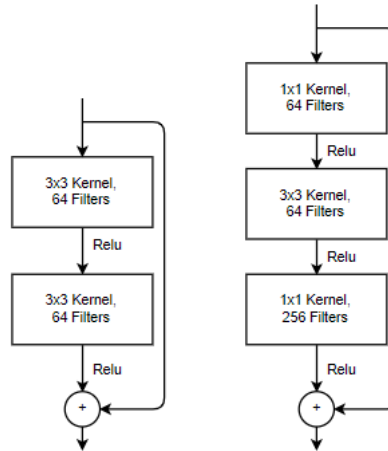 3x3 Kernel,
64 Filters
Relu
3x3 Kernel,
64 Filters
Relu
+
1x1 Kernel,
64 Filters
Relu
3x3 Kernel,
64 Filters
Relu
1x1 Kernel,
256 Filters
Relu
+